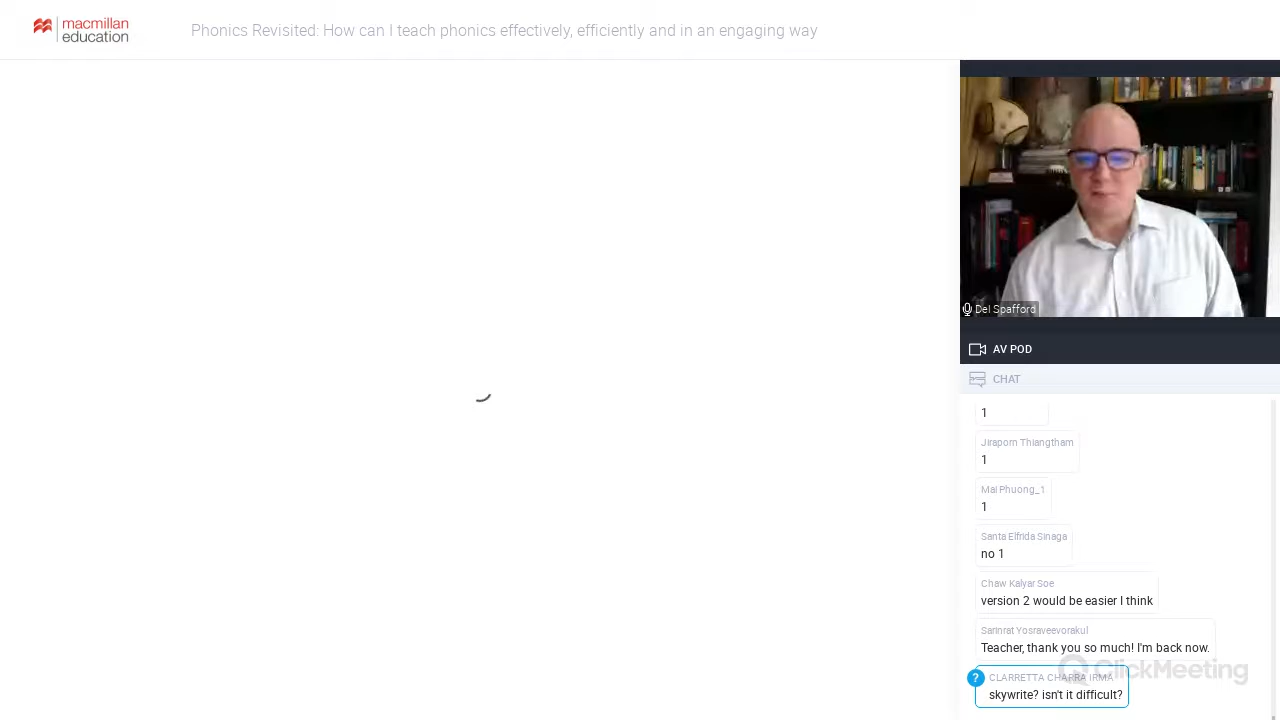 macmillan
education
Phonics Revisited: How can I teach phonics effectively, efficiently and in an engaging way
Del Spafford
AV POD
CHAT
1
Jiraporn Thiangtham
1
Mai Phuong_1
1
Santa Elfrida Sinaga
no 1
Chaw Kalyar Soe
version 2 would be easier I think
Sarinrat Yosraveevorakul
Teacher, thank you so much! I'm back now.
ClickMeeting
?
CLARRETTA CHARRA IRMA
skywrite? isn't it difficult?